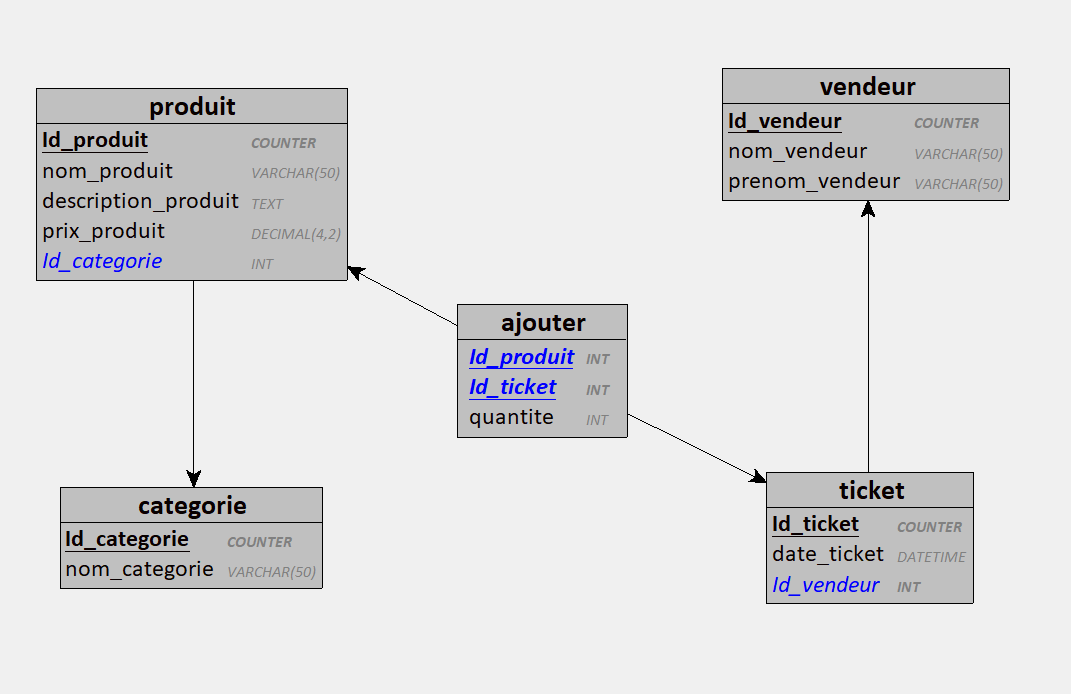 produit
Id_produit COUNTER
nom_produit VARCHAR(50)
description_produit TEXT
prix_produit DECIMAL(4,2)
Id_categorie INT
vendeur
Id_vendeur COUNTER
nom_vendeur VARCHAR(50)
prenom_vendeur VARCHAR(50)
ajouter
Id_produit INT
Id_ticket INT
quantite INT
categorie
Id_categorie COUNTER
nom_categorie VARCHAR(50)
ticket
Id_ticket COUNTER
date_ticket DATETIME
Id_vendeur INT